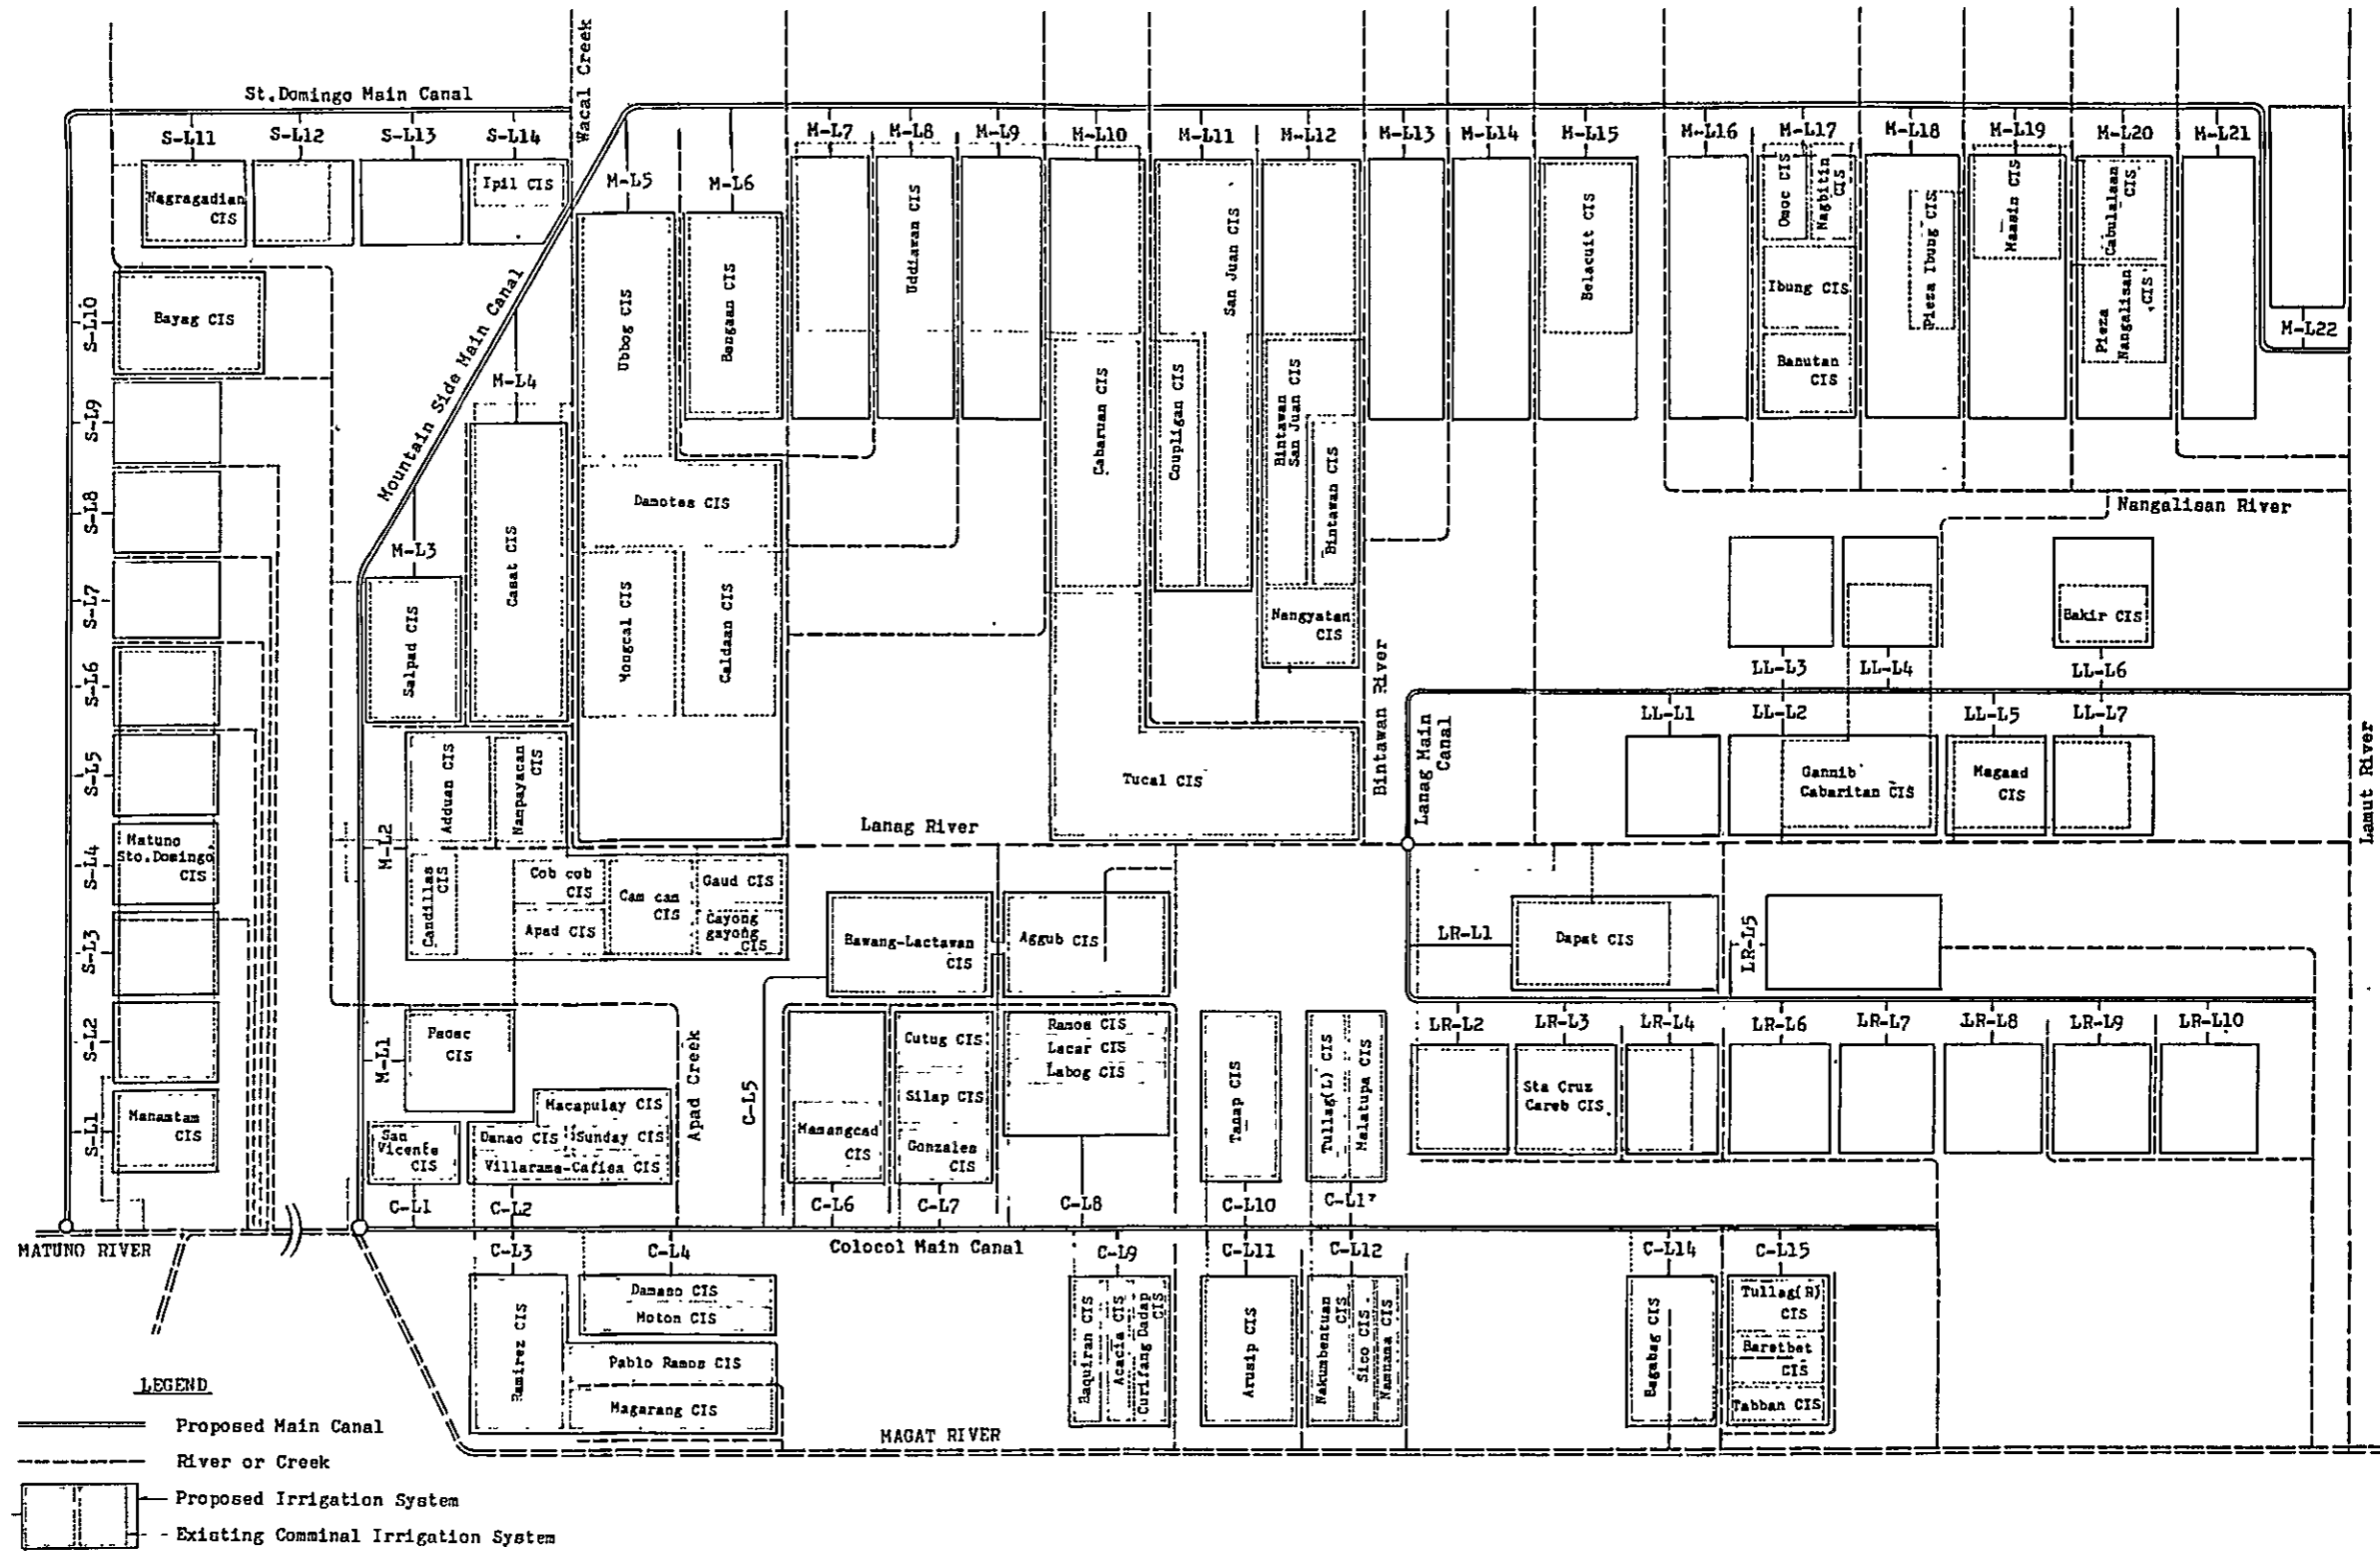 St.Domingo Main Canal
Wacal Creek
S-L11
S-L12
S-L13
S-L14
M-L5
M-L6
M-L7
M-L8
M-L9
M-L10
M-L11
M-L12
M-L13
M-L14
M-L15
M-L16
M-L17
M-L18
M-L19
M-L20
M-L21
M-L22
Nagragadian
CIS
Ipil CIS
Ubbog CIS
Bangaan CIS
Uddiawan CIS
San Juan CIS
Belacuit CIS
Osoc CIS
Nagbitin
CIS
Ibung CIS
Banutan
CIS
Pieza Ibung CIS
Maasin CIS
Cabulalaan
CIS
Pieza
Nangalisan
CIS
S-L10
Bayag CIS
Mountain Side Main Canal
M-L4
S-L9
S-L8
S-L7
S-L6
S-L5
S-L4
S-L3
S-L2
S-L1
M-L3
Salpad CIS
Casat CIS
Damotes CIS
Mongcal CIS
Caldaan CIS
Cabaruan CIS
Coupligan CIS
Bintawan
San Juan CIS
Bintawan CIS
Nangyatan
CIS
Tucal CIS
Bintawan River
Nangalisan River
LL-L3
LL-L4
Bakir CIS
LL-L6
LL-L1
LL-L2
LL-L5
LL-L7
Lanag Main
Canal
Gannib
Cabaritan CIS
Magaad
CIS
Lamut River
Adduan CIS
Nanpayacan
CIS
M-L2
Lanag River
Matuno
Sto.Domingo
CIS
Candillas
CIS
Cob cob
CIS
Apad CIS
Cam cam
CIS
Gaud CIS
Gayong
gayong
CIS
Bawang-Lactawan
CIS
Aggub CIS
LR-L1
Dapat CIS
LR-L5
M-L1
Paoac
CIS
Apad Creek
C-L5
Cutug CIS
Silap CIS
Gonzales
CIS
Ramos CIS
Lacar CIS
Labog CIS
Tanap CIS
Tullag(L) CIS
Malatupa CIS
LR-L2
LR-L3
LR-L4
LR-L6
LR-L7
LR-L8
LR-L9
LR-L10
Sta Cruz
Careb CIS
Manamtam
CIS
San
Vicente
CIS
Macapulay CIS
Danao CIS
Sunday CIS
Villarama-Cafisa CIS
Mamangcad
CIS
C-L1
C-L2
C-L6
C-L7
C-L8
C-L10
MATUNO RIVER
Colocol Main Canal
C-L3
C-L4
C-L9
C-L11
C-L12
C-L14
C-L15
Ramirez CIS
Damaso CIS
Moton CIS
Pablo Ramos CIS
Magarang CIS
Baquiran CIS
Acacia CIS
Curifang Dadap
CIS
Arusip CIS
Nakumbentuan
CIS
Sico CIS
Namnama CIS
Bagabag CIS
Tullag(R)
CIS
Baretbet
CIS
Tabban CIS
MAGAT RIVER
LEGEND
Proposed Main Canal
River or Creek
Proposed Irrigation System
Existing Comminal Irrigation System